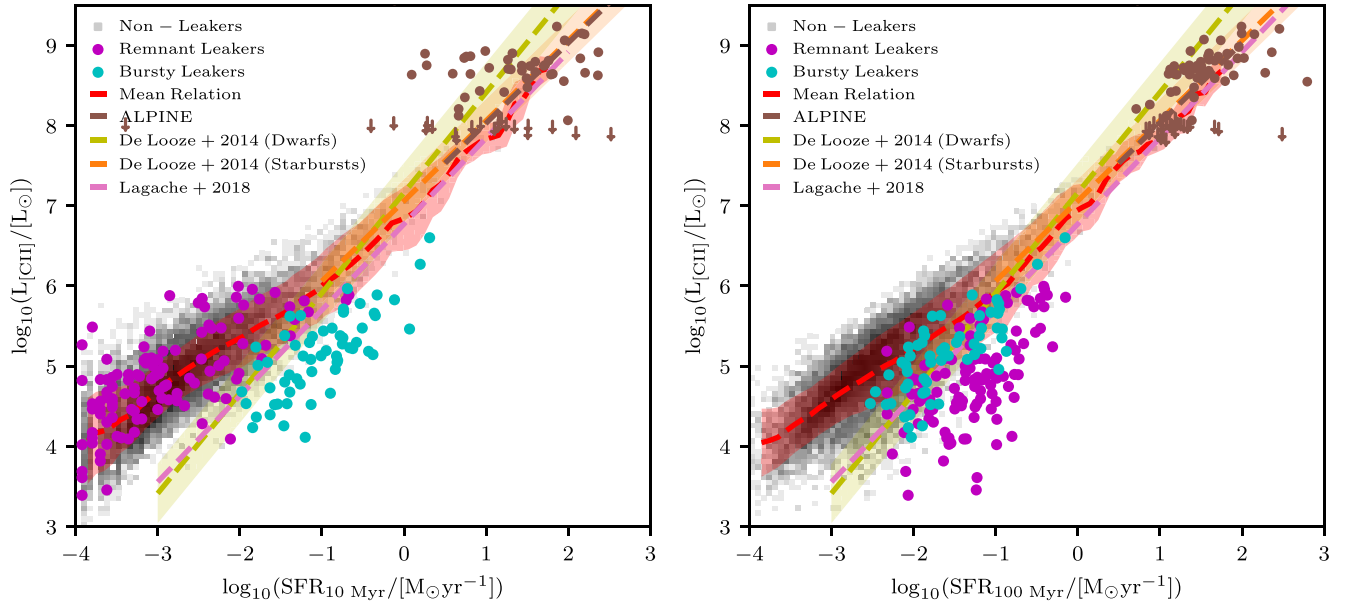 Non − Leakers
Remnant Leakers
Bursty Leakers
Mean Relation
ALPINE
De Looze + 2014 (Dwarfs)
De Looze + 2014 (Starbursts)
Lagache + 2018
9
8
7
6
5
4
3
log₁₀(L[CII]/[L⊙])
−4 −3 −2 −1 0 1 2 3
log₁₀(SFR₁₀ Myr/[M⊙yr⁻¹])
Non − Leakers
Remnant Leakers
Bursty Leakers
Mean Relation
ALPINE
De Looze + 2014 (Dwarfs)
De Looze + 2014 (Starbursts)
Lagache + 2018
9
8
7
6
5
4
3
log₁₀(L[CII]/[L⊙])
−4 −3 −2 −1 0 1 2 3
log₁₀(SFR₁₀₀ Myr/[M⊙yr⁻¹])